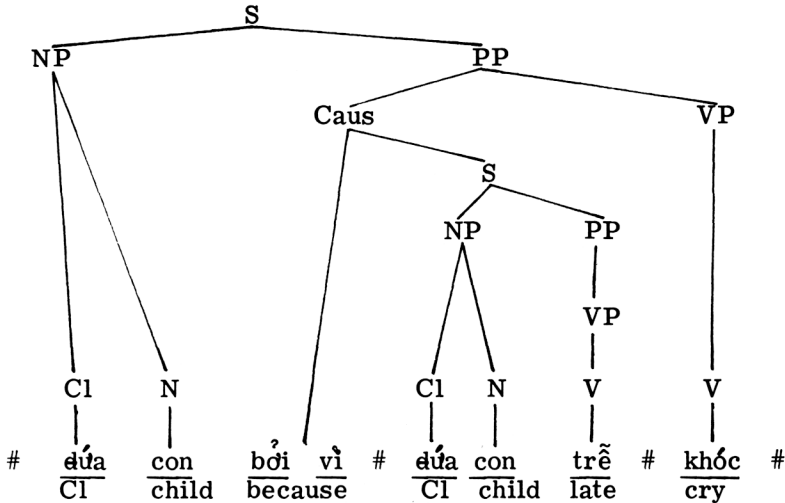 S
NP PP
Caus VP
S
NP PP
VP
Cl N Cl N V V
# đứa con bởi vì # đứa con trễ # khóc #
Cl child because Cl child late cry